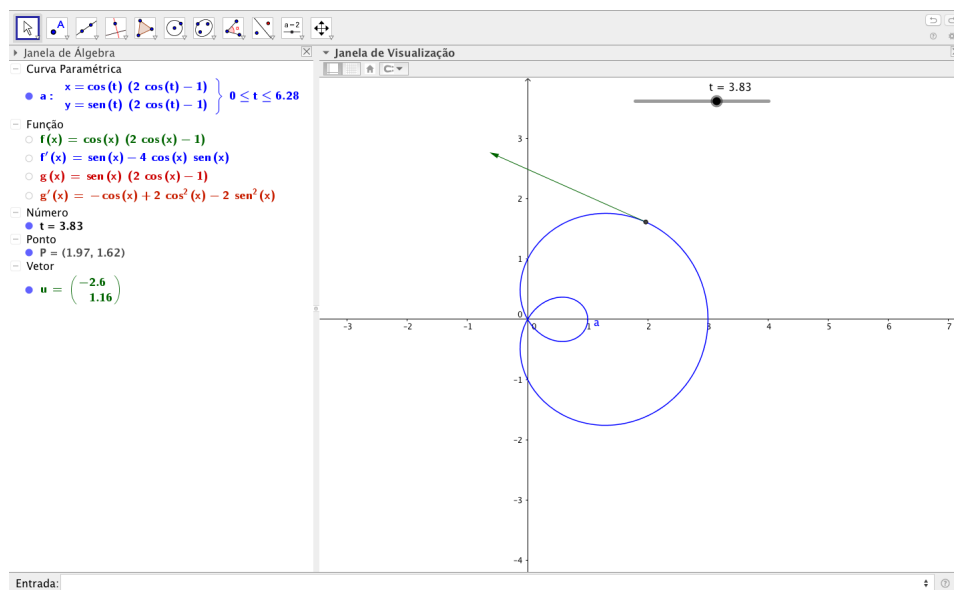 A
a=2
Janela de Álgebra
Janela de Visualização
Curva Paramétrica
a : x = cos (t) (2 cos (t) − 1)
y = sen (t) (2 cos (t) − 1) } 0 ≤ t ≤ 6.28
Função
f (x) = cos (x) (2 cos (x) − 1)
f′ (x) = sen (x) − 4 cos (x) sen (x)
g (x) = sen (x) (2 cos (x) − 1)
g′ (x) = −cos (x) + 2 cos² (x) − 2 sen² (x)
Número
t = 3.83
Ponto
P = (1.97, 1.62)
Vetor
u = ( −2.6
1.16 )
t = 3.83
3
2
1
0
-3 -2 -1 0 1 a 2 3 4 5 6 7
-1
-2
-3
-4
Entrada: